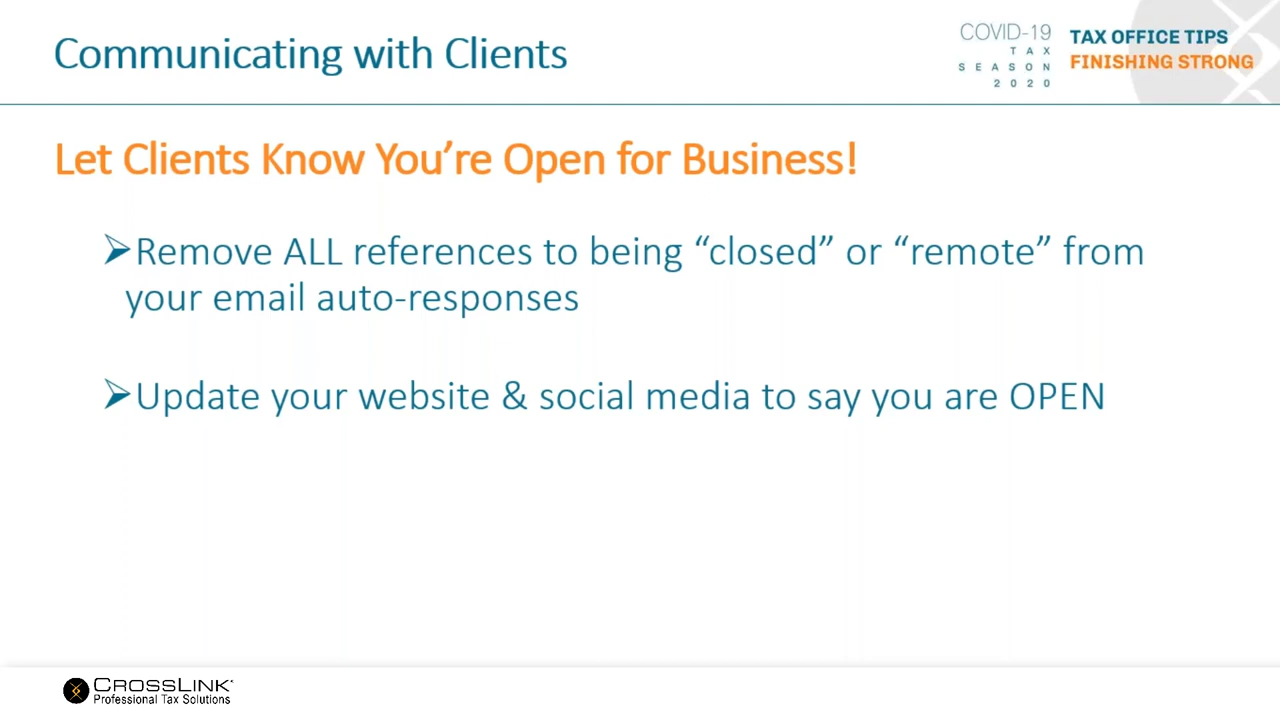 Communicating with Clients
COVID-19
TAX
SEASON
2020
TAX OFFICE TIPS
FINISHING STRONG
Let Clients Know You’re Open for Business!
➢Remove ALL references to being “closed” or “remote” from
your email auto-responses
➢Update your website & social media to say you are OPEN
CROSSLINK
Professional Tax Solutions